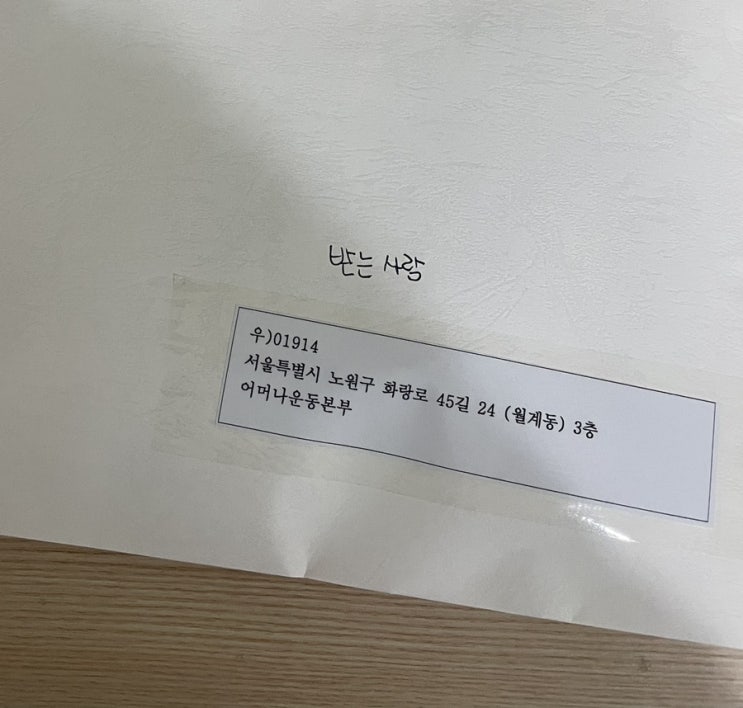 받는 사람
우)01914
서울특별시 노원구 화랑로 45길 24 (월계동) 3층
어머나운동본부